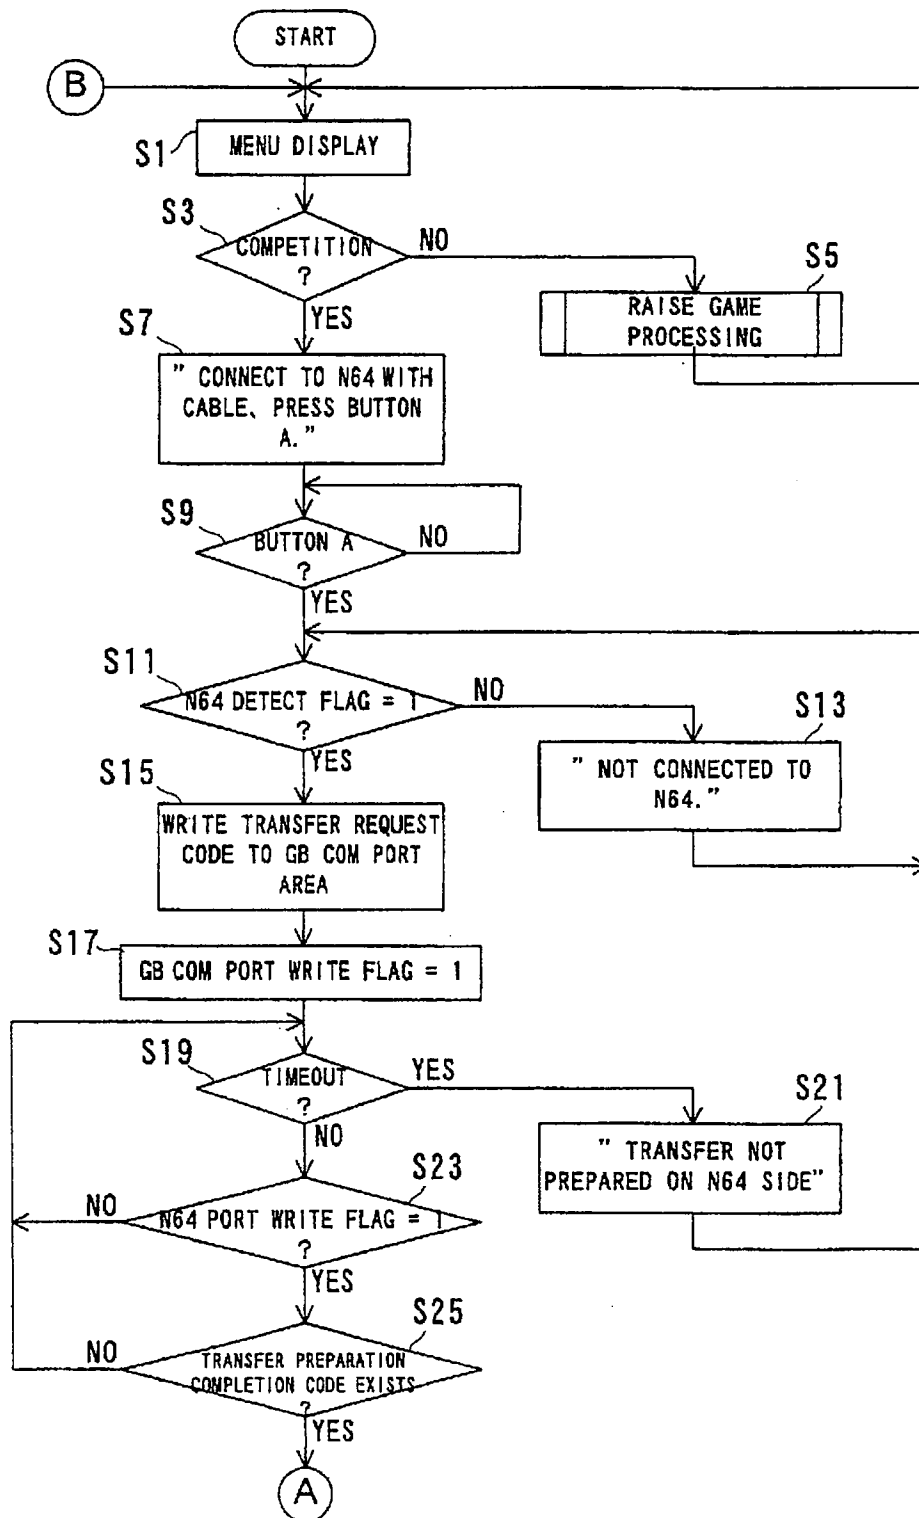 START
B
S1
MENU DISPLAY
S3
COMPETITION
?
NO
YES
S5
RAISE GAME
PROCESSING
S7
" CONNECT TO N64 WITH
CABLE、PRESS BUTTON
A."
S9
BUTTON A
?
NO
YES
S11
N64 DETECT FLAG = 1
?
NO
YES
S13
" NOT CONNECTED TO
N64."
S15
WRITE TRANSFER REQUEST
CODE TO GB COM PORT
AREA
S17
GB COM PORT WRITE FLAG = 1
S19
TIMEOUT
?
YES
NO
S21
" TRANSFER NOT
PREPARED ON N64 SIDE"
S23
N64 PORT WRITE FLAG = 1
?
NO
YES
S25
TRANSFER PREPARATION
COMPLETION CODE EXISTS
?
NO
YES
A